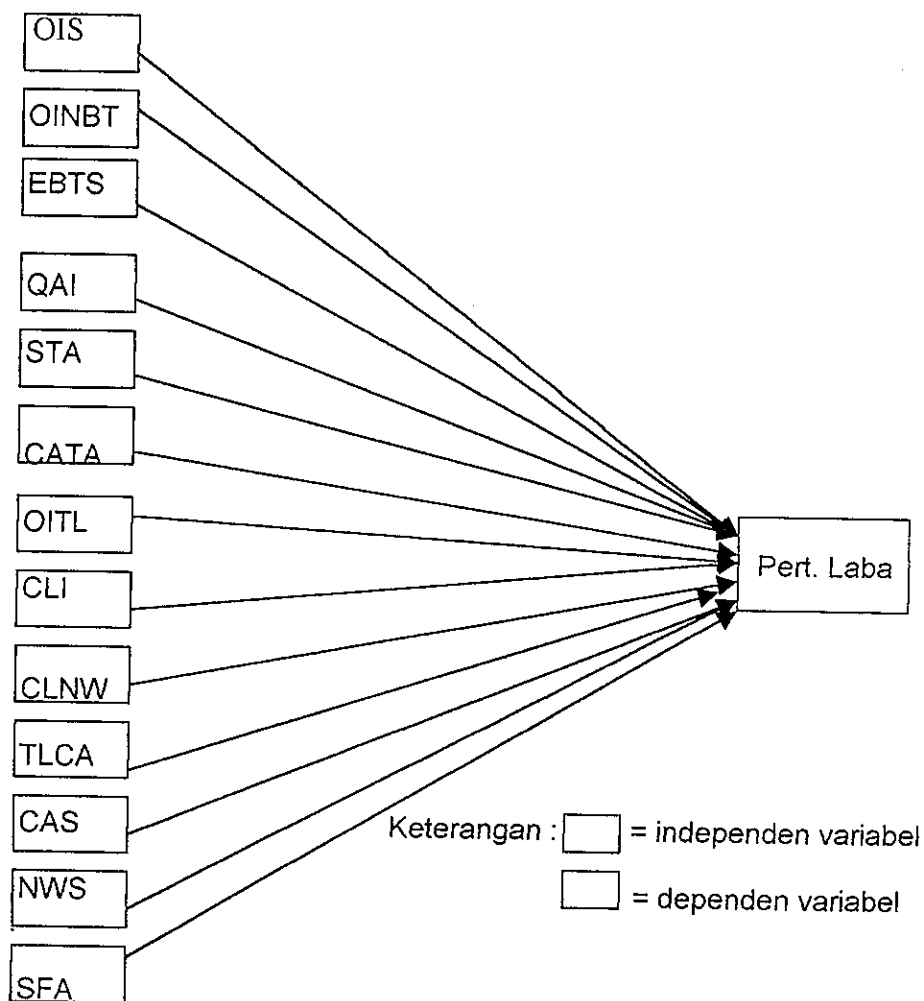 OIS
OINBT
EBTS
QAI
STA
CATA
OITL
CLI
CLNW
TLCA
CAS
NWS
SFA
Pert. Laba
Keterangan : = independen variabel
= dependen variabel